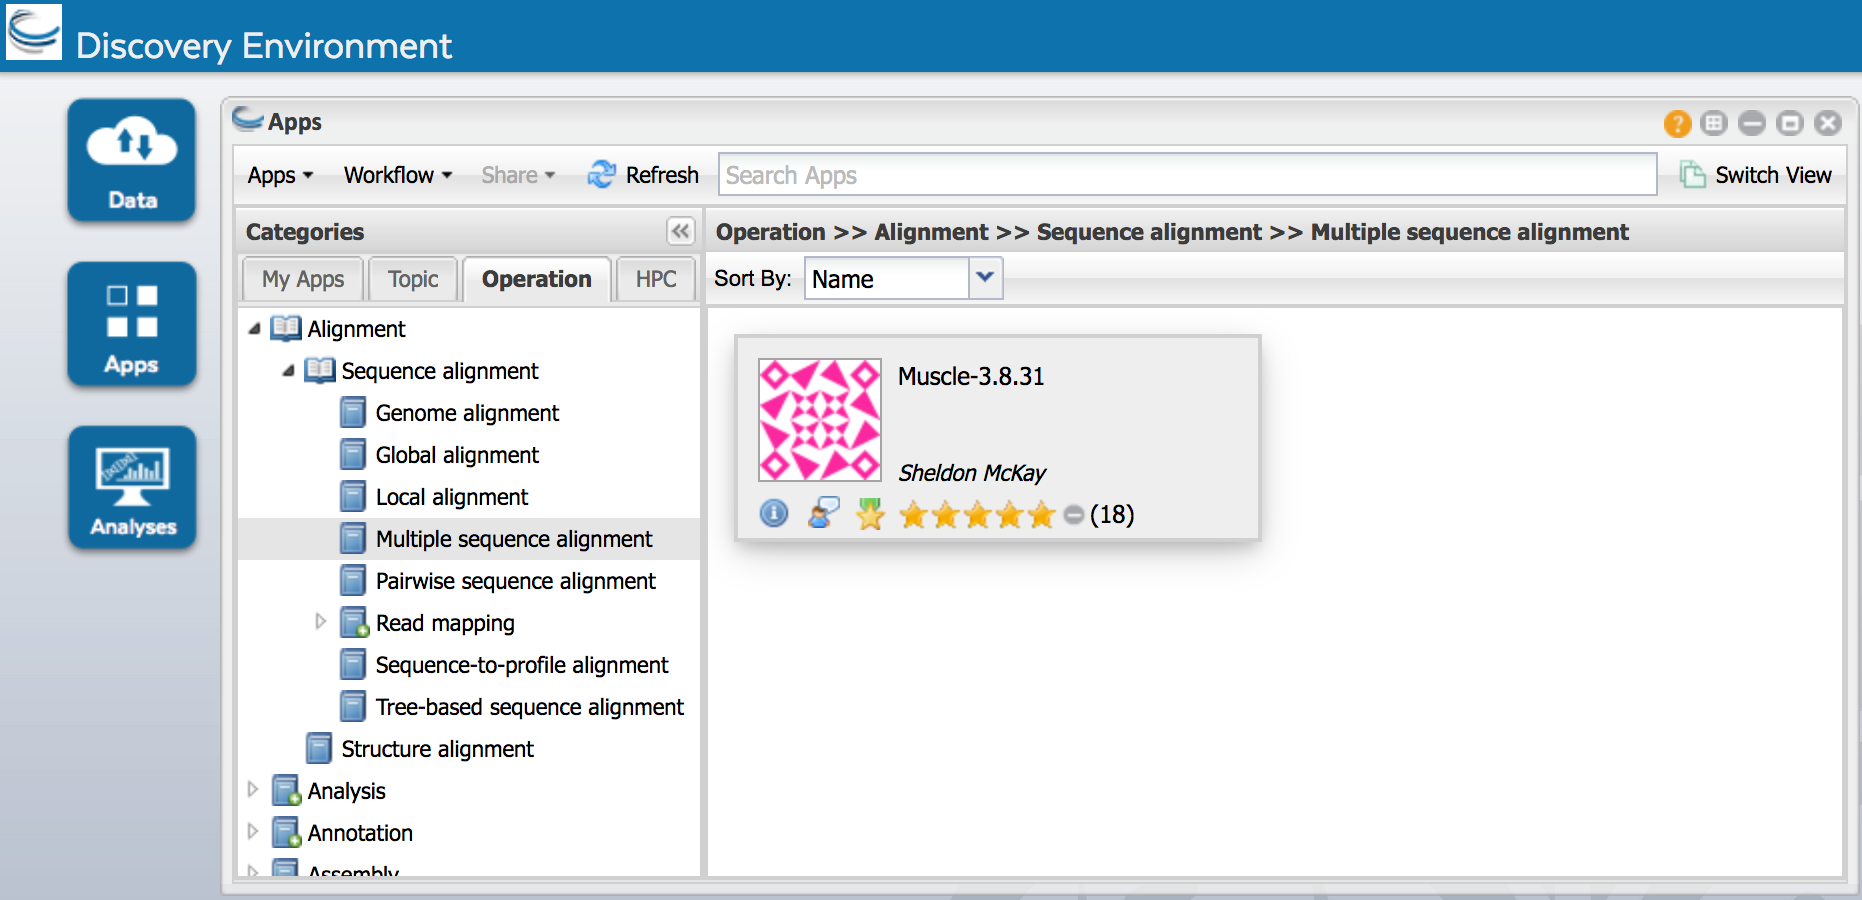 Discovery Environment
Data
Apps
Analyses
Apps
Apps Workflow Share Refresh Search Apps Switch View
Categories
My Apps Topic Operation HPC
Alignment
Sequence alignment
Genome alignment
Global alignment
Local alignment
Multiple sequence alignment
Pairwise sequence alignment
Read mapping
Sequence-to-profile alignment
Tree-based sequence alignment
Structure alignment
Analysis
Annotation
Assembly
Operation >> Alignment >> Sequence alignment >> Multiple sequence alignment
Sort By: Name
Muscle-3.8.31
Sheldon McKay
(18)